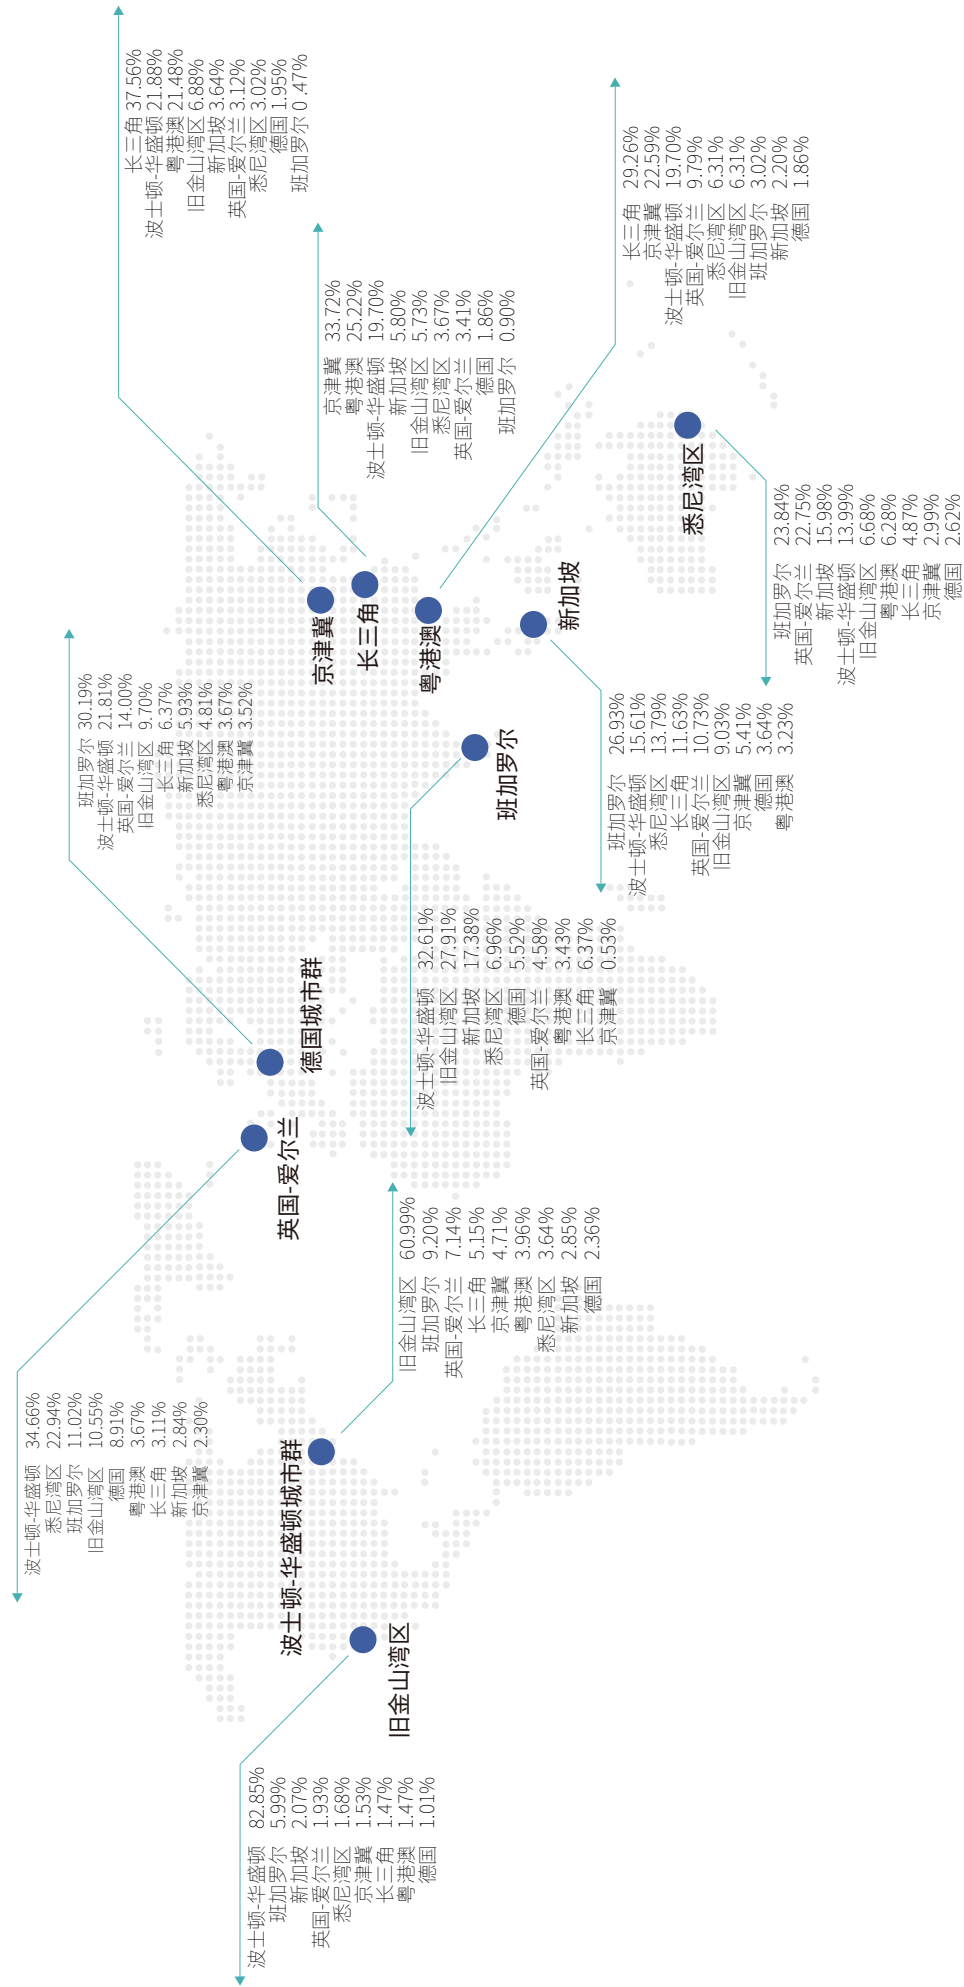 波士顿-华盛顿 82.85%
班加罗尔 5.99%
新加坡 2.07%
英国-爱尔兰 1.93%
悉尼湾区 1.68%
京津冀 1.53%
长三角 1.47%
粤港澳 1.47%
德国 1.01%
旧金山湾区
波士顿-华盛顿 34.66%
悉尼湾区 22.94%
班加罗尔 11.02%
旧金山湾区 10.55%
德国 8.91%
粤港澳 3.67%
长三角 3.11%
新加坡 2.84%
京津冀 2.30%
波士顿-华盛顿城市群
旧金山湾区 60.99%
班加罗尔 9.20%
英国-爱尔兰 7.14%
长三角 5.15%
京津冀 4.71%
粤港澳 3.96%
悉尼湾区 3.64%
新加坡 2.85%
德国 2.36%
英国-爱尔兰
德国城市群
波士顿-华盛顿 32.61%
旧金山湾区 27.91%
新加坡 17.38%
悉尼湾区 6.96%
德国 5.52%
英国-爱尔兰 4.58%
粤港澳 3.43%
长三角 6.37%
京津冀 0.53%
班加罗尔 30.19%
波士顿-华盛顿 21.81%
英国-爱尔兰 14.00%
旧金山湾区 9.70%
长三角 6.37%
新加坡 5.93%
悉尼湾区 4.81%
粤港澳 3.67%
京津冀 3.52%
班加罗尔
班加罗尔 26.93%
波士顿-华盛顿 15.61%
悉尼湾区 13.79%
长三角 11.63%
英国-爱尔兰 10.73%
旧金山湾区 9.03%
京津冀 5.41%
德国 3.64%
粤港澳 3.23%
京津冀
长三角
粤港澳
新加坡
班加罗尔 23.84%
英国-爱尔兰 22.75%
新加坡 15.98%
波士顿-华盛顿 13.99%
旧金山湾区 6.68%
粤港澳 6.28%
长三角 4.87%
京津冀 2.99%
德国 2.62%
悉尼湾区
京津冀 33.72%
粤港澳 25.22%
波士顿-华盛顿 19.70%
新加坡 5.80%
旧金山湾区 5.73%
悉尼湾区 3.67%
英国-爱尔兰 3.41%
德国 1.86%
班加罗尔 0.90%
长三角 37.56%
波士顿-华盛顿 21.88%
粤港澳 21.48%
旧金山湾区 6.88%
新加坡 3.64%
英国-爱尔兰 3.12%
悉尼湾区 3.02%
德国 1.95%
班加罗尔 0 .47%
长三角 29.26%
京津冀 22.59%
波士顿-华盛顿 19.70%
英国-爱尔兰 9.79%
悉尼湾区 6.31%
旧金山湾区 6.31%
班加罗尔 3.02%
新加坡 2.20%
德国 1.86%